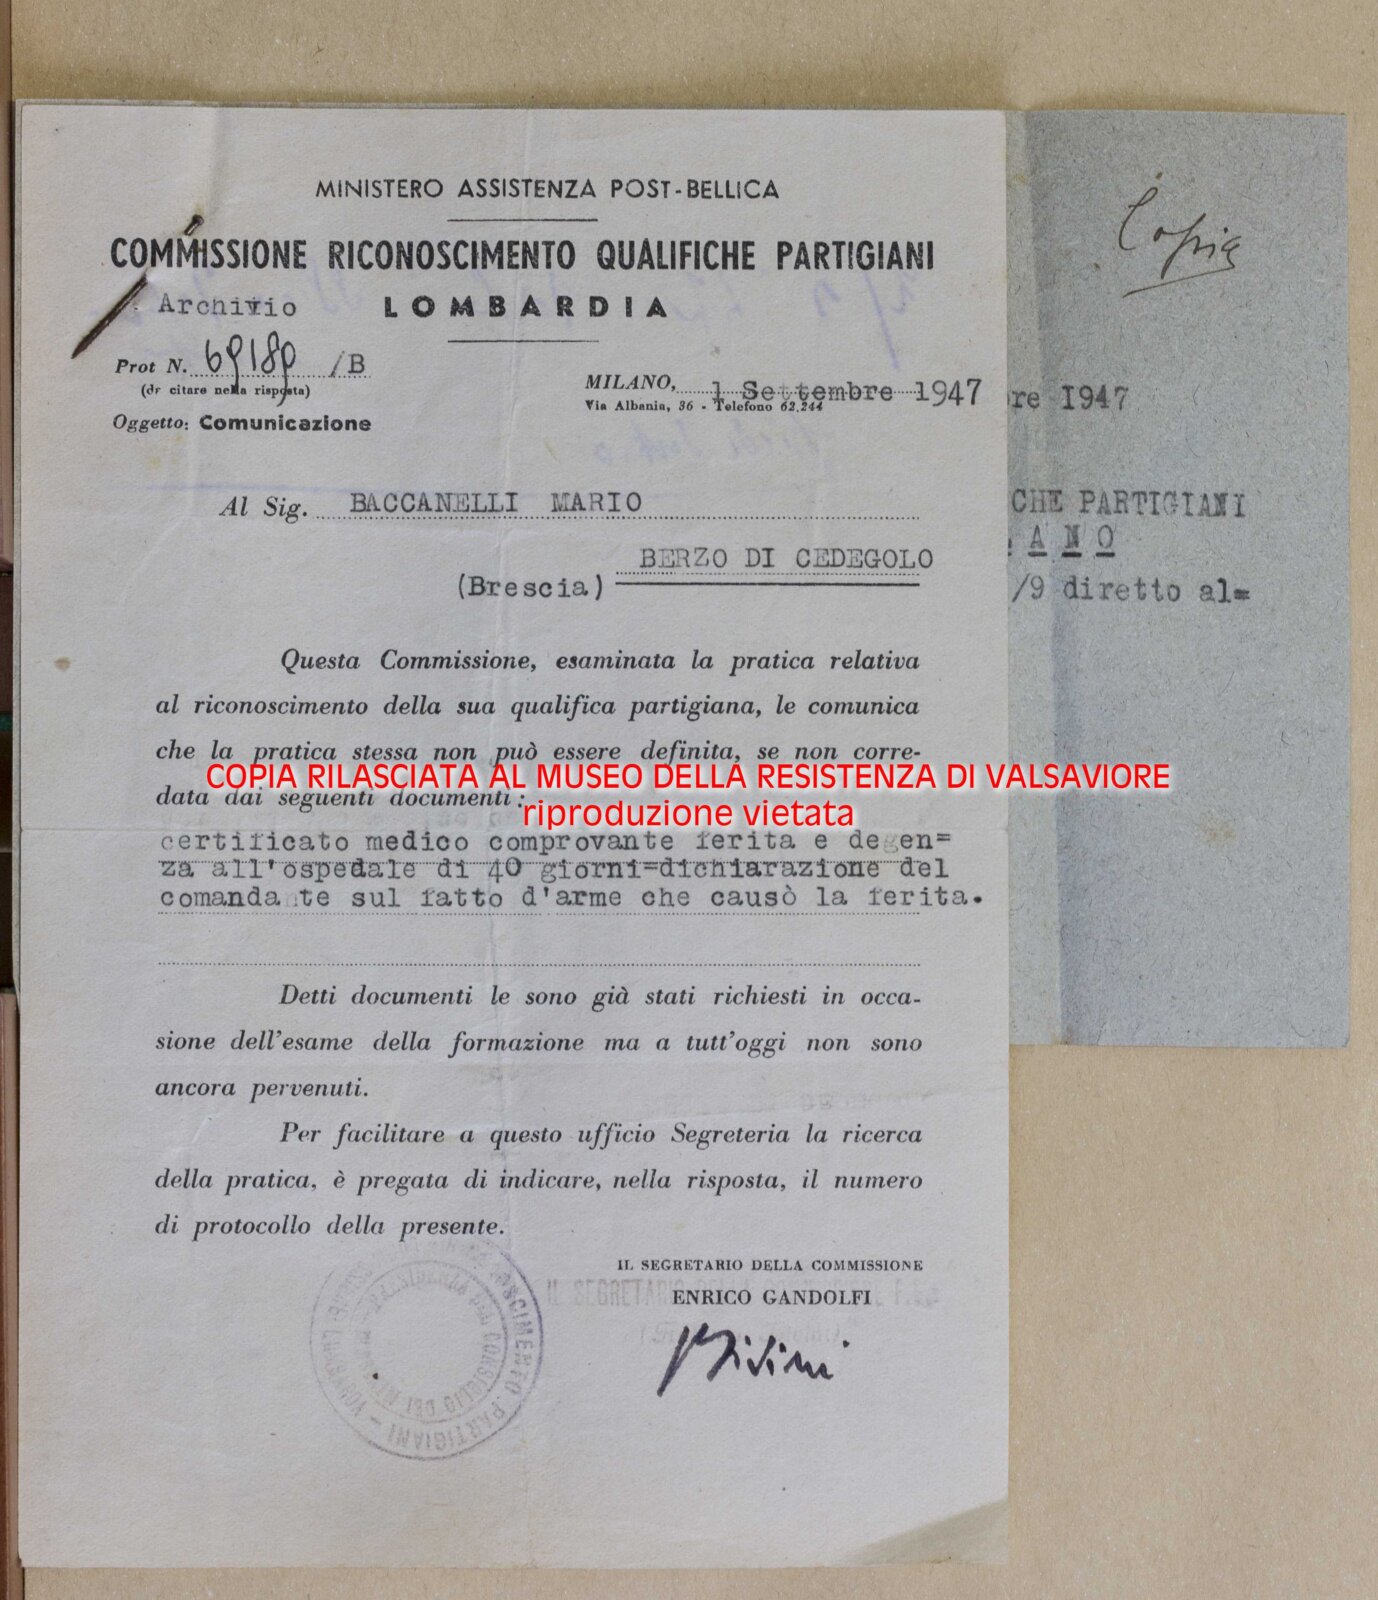 MINISTERO ASSISTENZA POST-BELLICA
COMMISSIONE RICONOSCIMENTO QUALIFICHE PARTIGIANI
Archivio LOMBARDIA
Prot N. /B
(dr citare nella risposta)
MILANO, 1 Settembre 1947
Via Albania, 36 - Telefono 62.244
Oggetto: Comunicazione
Al Sig. BACCANELLI MARIO
BERZO DI CEDEGOLO
(Brescia)
Questa Commissione, esaminata la pratica relativa
al riconoscimento della sua qualifica partigiana, le comunica
che la pratica stessa non può essere definita, se non corre-
data dai seguenti documenti:
COPIA RILASCIATA AL MUSEO DELLA RESISTENZA DI VALSAVIORE
riproduzione vietata
certificato medico comprovante ferita e degen=
za all'ospedale di 40 giorni=dichiarazione del
comandante sul fatto d'arme che causò la ferita.
Detti documenti le sono già stati richiesti in occa-
sione dell'esame della formazione ma a tutt'oggi non sono
ancora pervenuti.
Per facilitare a questo ufficio Segreteria la ricerca
della pratica, è pregata di indicare, nella risposta, il numero
di protocollo della presente.
IL SEGRETARIO DELLA COMMISSIONE
ENRICO GANDOLFI
Copia
re 1947
CHE PARTIGIANI
ANO
/9 diretto al=